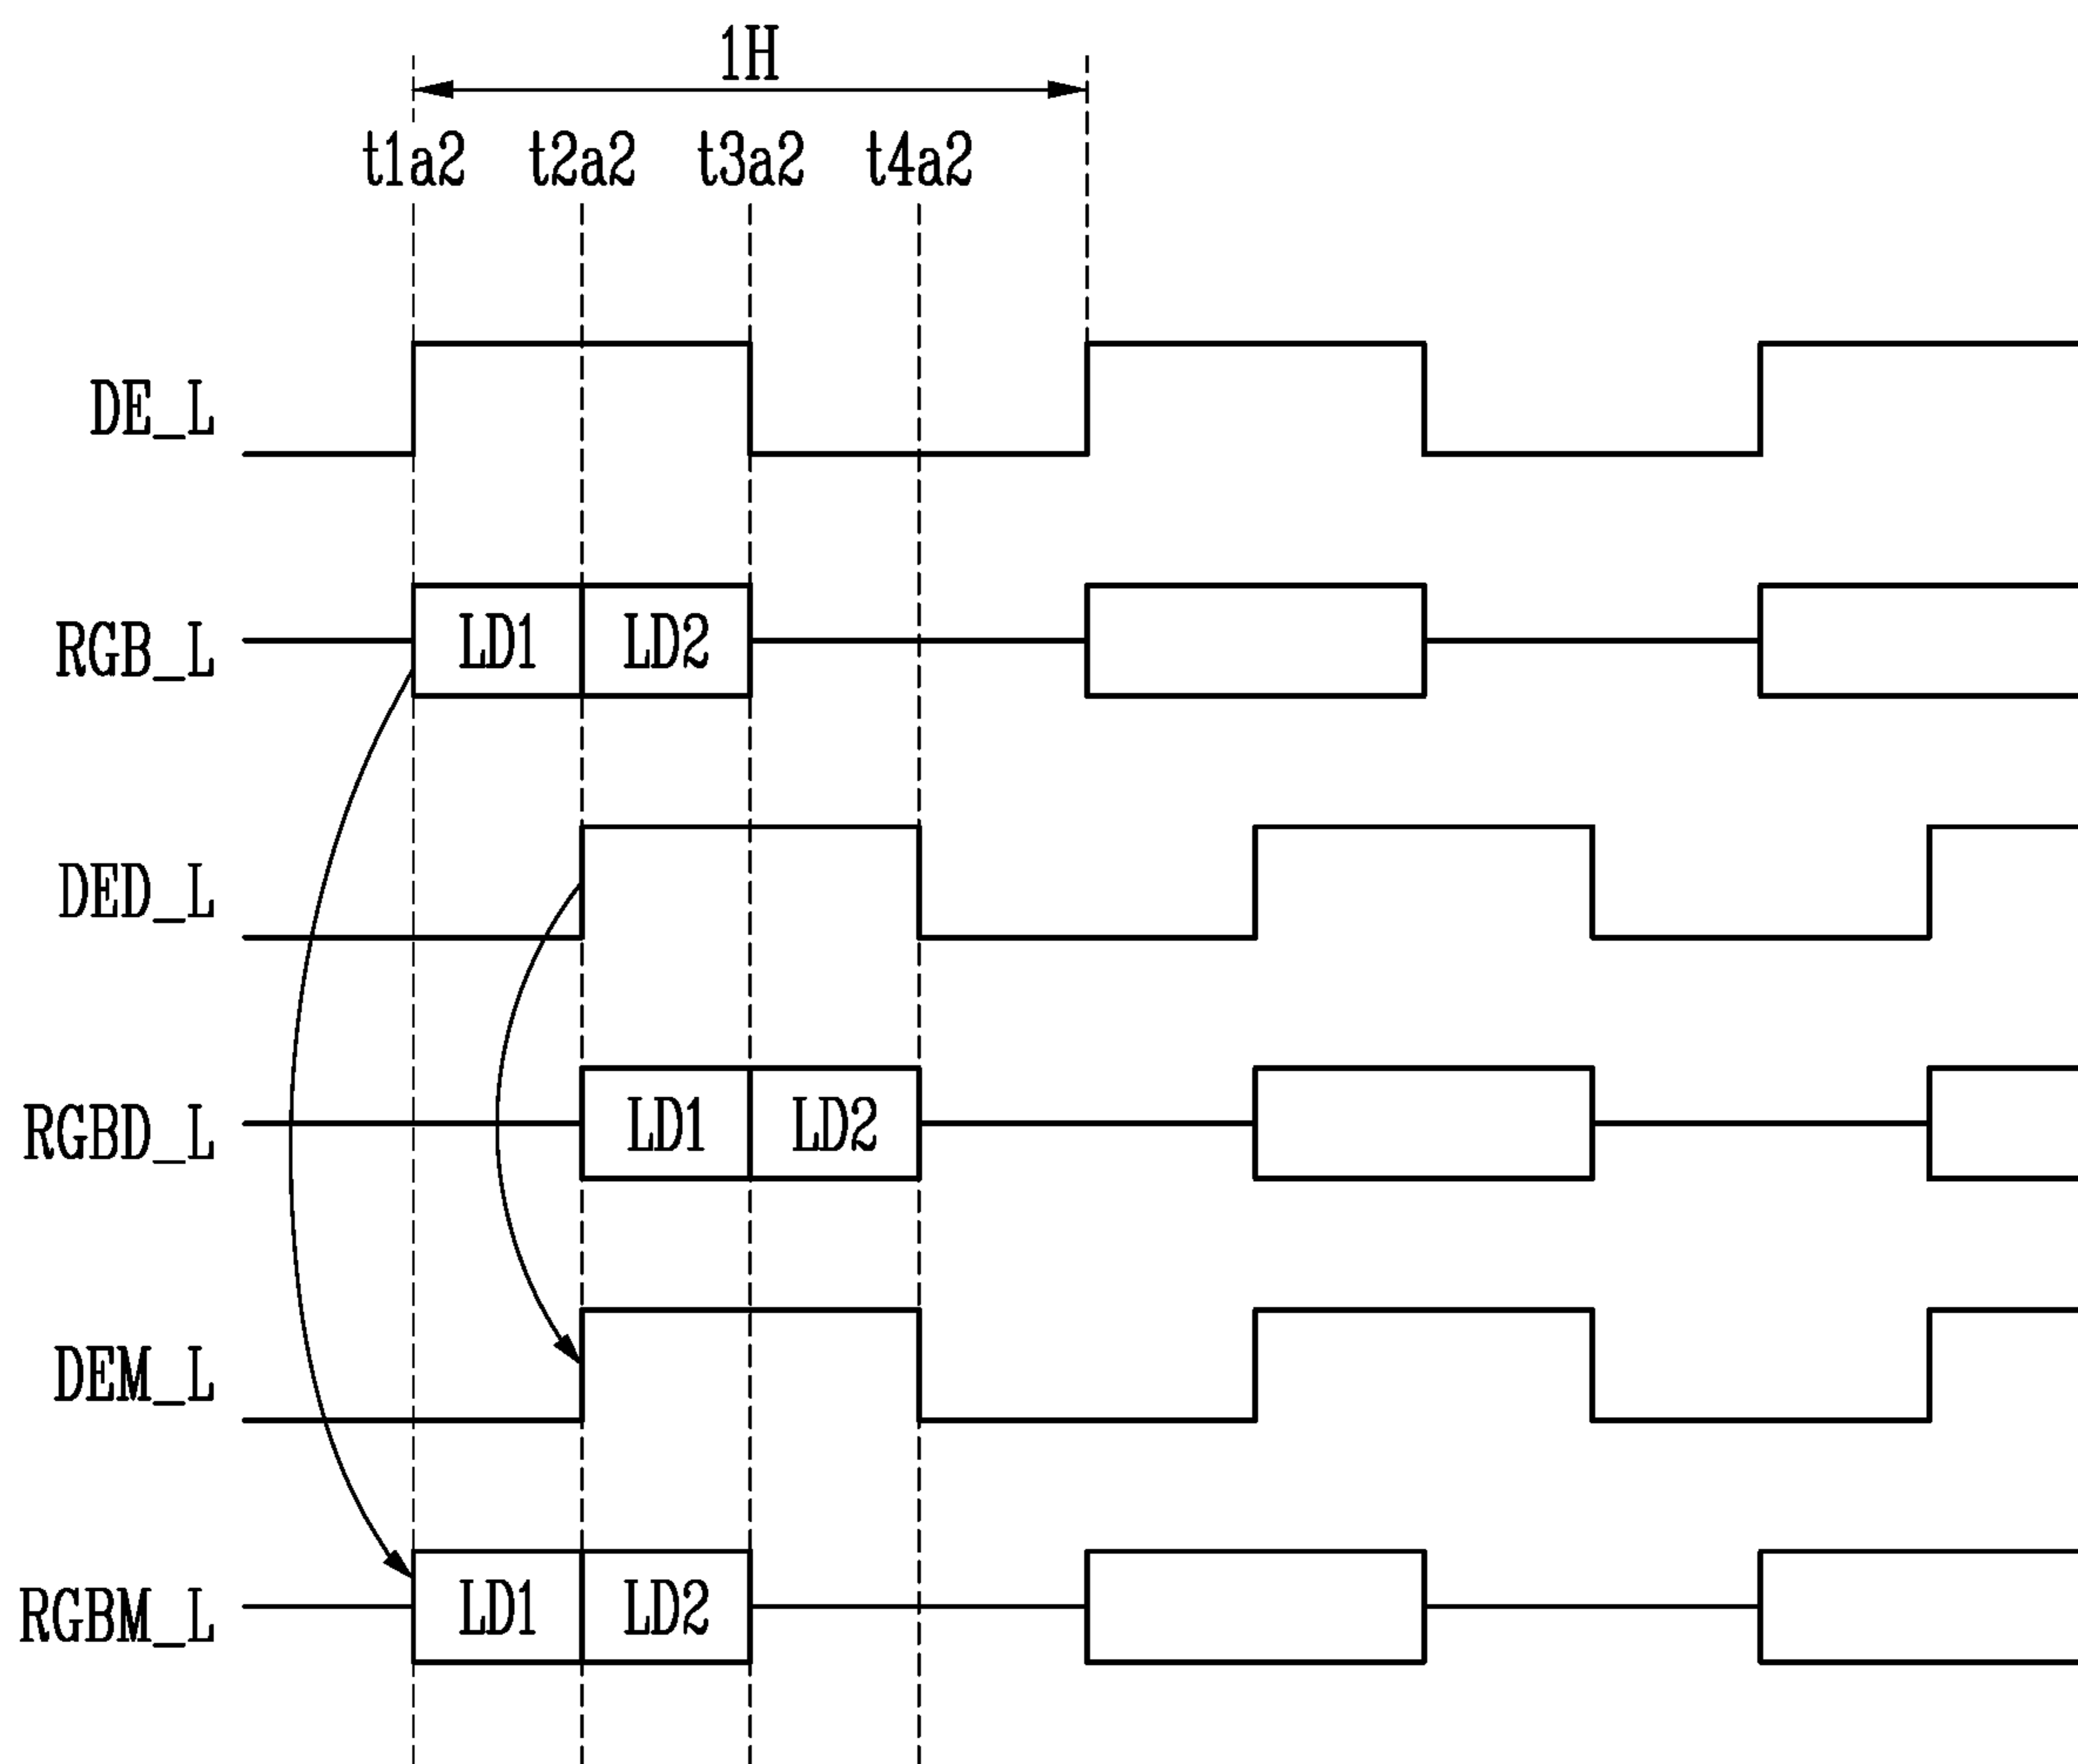 1H
t1a2 t2a2 t3a2 t4a2
DE_L
RGB_L LD1 LD2
DED_L
RGBD_L LD1 LD2
DEM_L
RGBM_L LD1 LD2